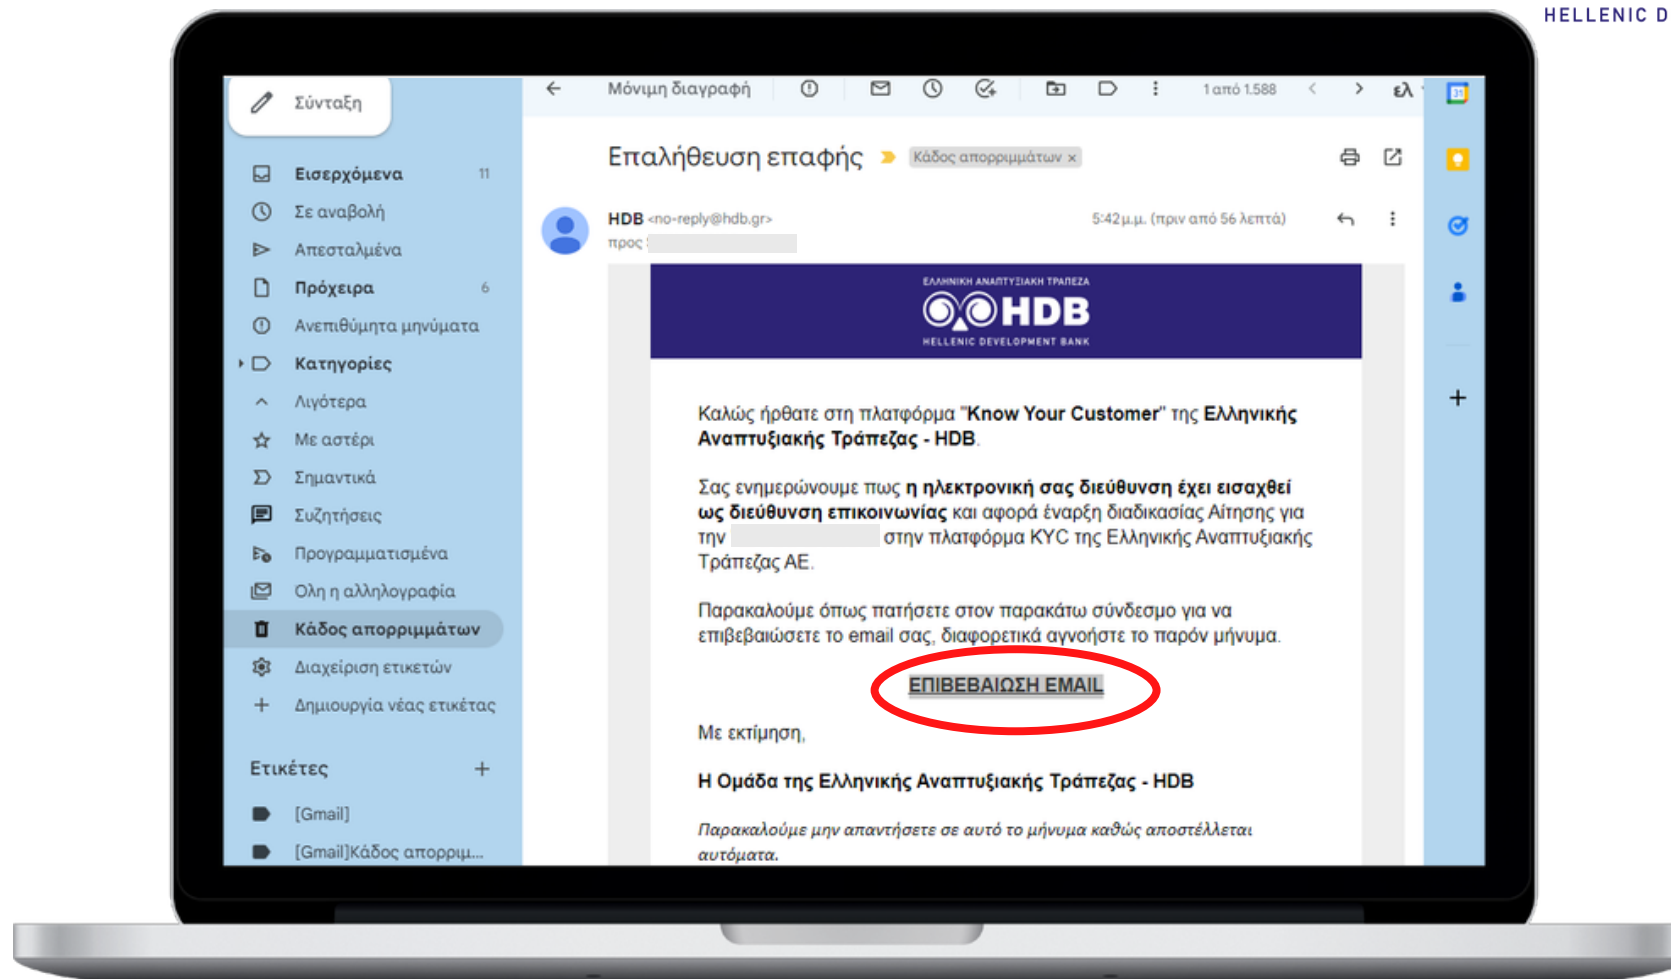 HELLENIC D
Σύνταξη
Μόνιμη διαγραφή
1 από 1.588
ελ
31
Επαλήθευση επαφής
Κάδος απορριμμάτων ×
Εισερχόμενα 11
Σε αναβολή
Απεσταλμένα
Πρόχειρα 6
Ανεπιθύμητα μηνύματα
Κατηγορίες
Λιγότερα
Με αστέρι
Σημαντικά
Συζητήσεις
Προγραμματισμένα
Όλη η αλληλογραφία
Κάδος απορριμμάτων
Διαχείριση ετικετών
Δημιουργία νέας ετικέτας
Ετικέτες
[Gmail]
[Gmail]Κάδος απορριμ...
HDB <no-reply@hdb.gr>
5:42 μ.μ. (πριν από 56 λεπτά)
προς
ΕΛΛΗΝΙΚΗ ΑΝΑΠΤΥΞΙΑΚΗ ΤΡΑΠΕΖΑ
HDB
HELLENIC DEVELOPMENT BANK
Καλώς ήρθατε στη πλατφόρμα "Know Your Customer" της Ελληνικής
Αναπτυξιακής Τράπεζας - HDB.
Σας ενημερώνουμε πως η ηλεκτρονική σας διεύθυνση έχει εισαχθεί
ως διεύθυνση επικοινωνίας και αφορά έναρξη διαδικασίας Αίτησης για
την στην πλατφόρμα KYC της Ελληνικής Αναπτυξιακής
Τράπεζας ΑΕ.
Παρακαλούμε όπως πατήσετε στον παρακάτω σύνδεσμο για να
επιβεβαιώσετε το email σας, διαφορετικά αγνοήστε το παρόν μήνυμα.
ΕΠΙΒΕΒΑΙΩΣΗ EMAIL
Με εκτίμηση,
Η Ομάδα της Ελληνικής Αναπτυξιακής Τράπεζας - HDB
Παρακαλούμε μην απαντήσετε σε αυτό το μήνυμα καθώς αποστέλλεται
αυτόματα.